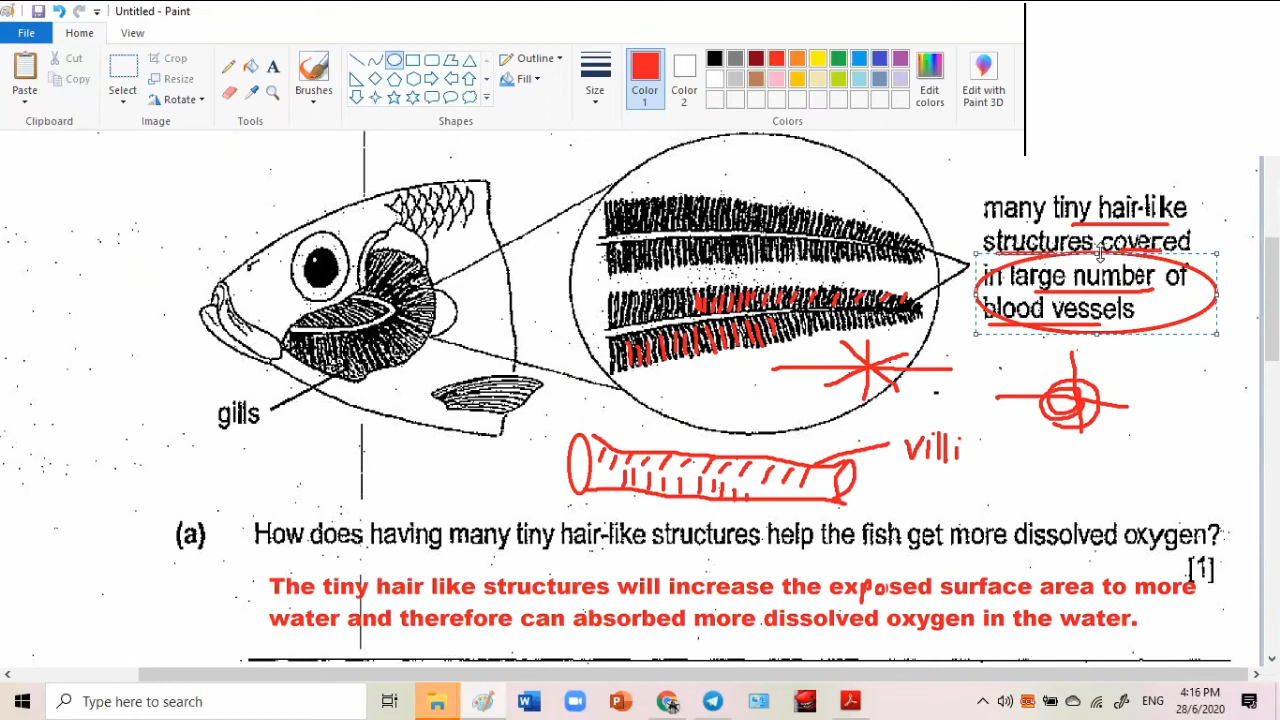 Untitled - Paint
File Home View
Cut
Copy
Paste
Clipboard
Select
Crop
Resize
Rotate
Image
Tools
Brushes
Outline
Fill
Shapes
Size
Color 1
Color 2
Edit colors
Edit with Paint 3D
Colors
many tiny hair-like
structures covered
in large number of
blood vessels
gills
villi
(a) How does having many tiny hair-like structures help the fish get more dissolved oxygen?
[1]
The tiny hair like structures will increase the exposed surface area to more
water and therefore can absorbed more dissolved oxygen in the water.
Type here to search
ENG
4:16 PM
28/6/2020